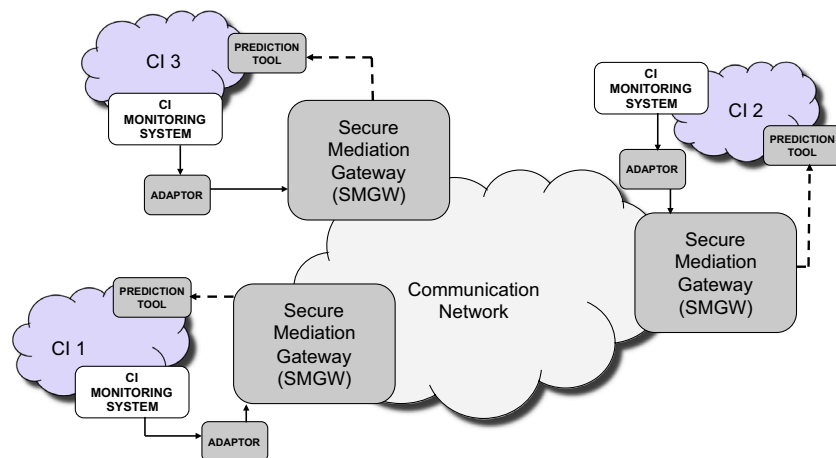 CI 3
PREDICTION
TOOL
CI
MONITORING
SYSTEM
ADAPTOR
Secure
Mediation
Gateway
(SMGW)
CI
MONITORING
SYSTEM
CI 2
PREDICTION
TOOL
ADAPTOR
Secure
Mediation
Gateway
(SMGW)
Communication
Network
PREDICTION
TOOL
CI 1
CI
MONITORING
SYSTEM
ADAPTOR
Secure
Mediation
Gateway
(SMGW)